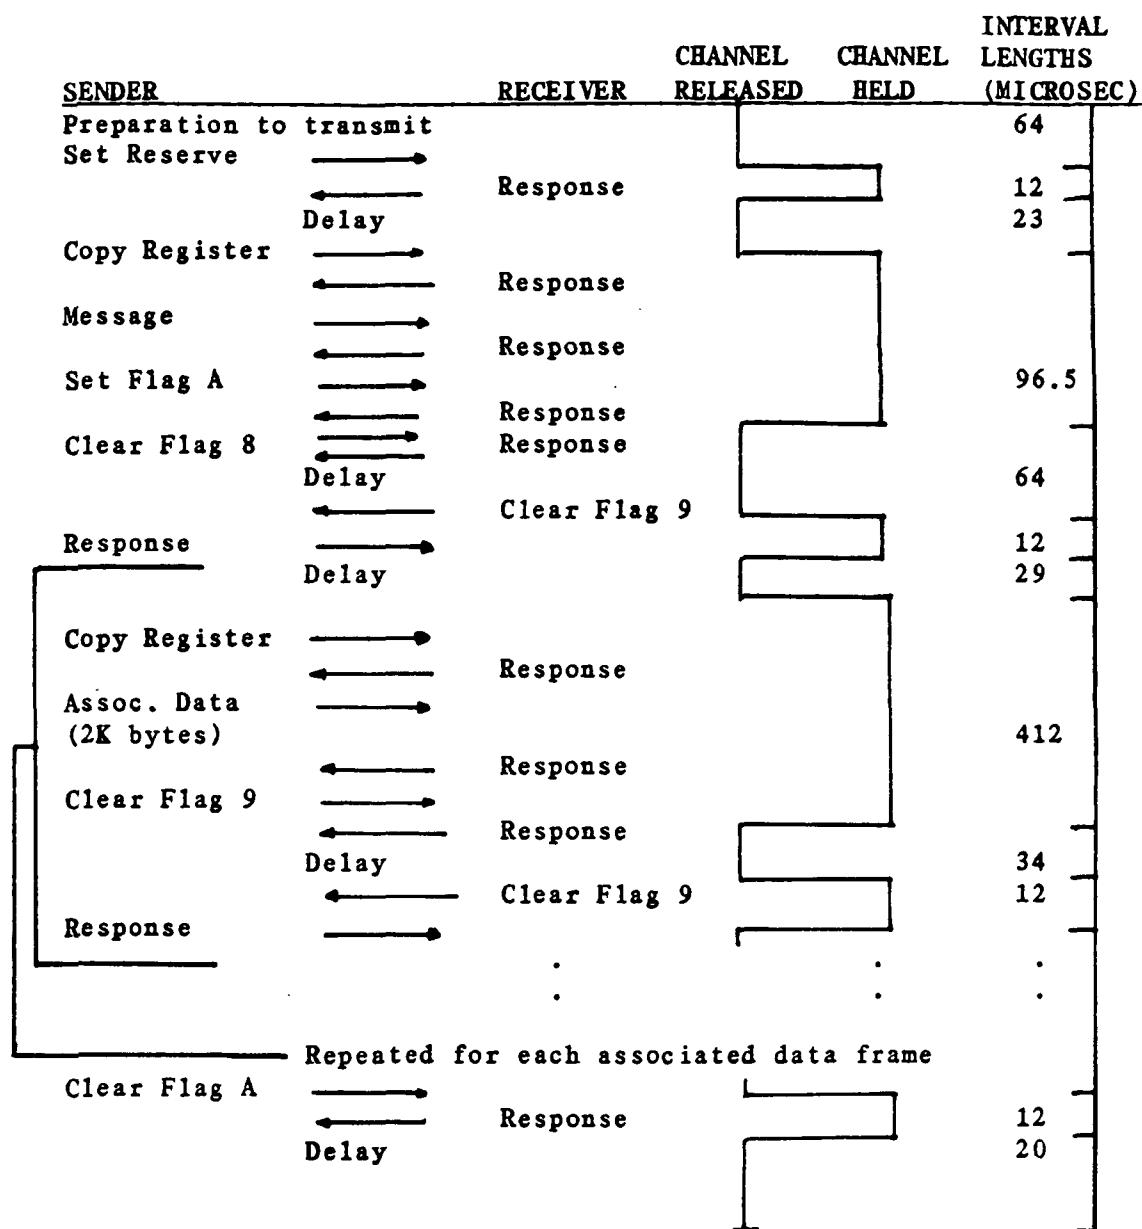 INTERVAL
CHANNEL CHANNEL LENGTHS
SENDER RECEIVER RELEASED HELD (MICROSEC)
Preparation to transmit 64
Set Reserve
Response 12
Delay 23
Copy Register
Response
Message
Response
Set Flag A 96.5
Response
Clear Flag 8 Response
Delay 64
Clear Flag 9
Response 12
Delay 29
Copy Register
Response
Assoc. Data
(2K bytes) 412
Response
Clear Flag 9
Response
Delay 34
Clear Flag 9 12
Response
. . .
. . .
Repeated for each associated data frame
Clear Flag A
Response 12
Delay 20